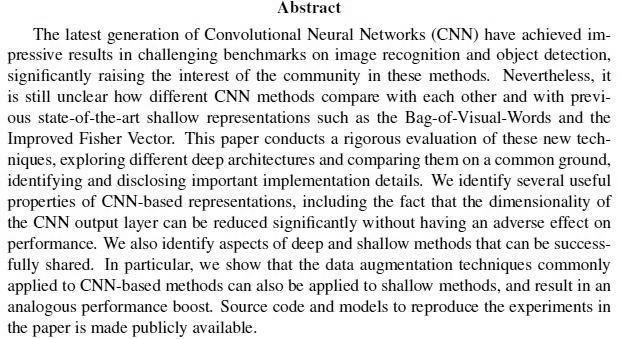 Abstract
The latest generation of Convolutional Neural Networks (CNN) have achieved im-
pressive results in challenging benchmarks on image recognition and object detection,
significantly raising the interest of the community in these methods. Nevertheless, it
is still unclear how different CNN methods compare with each other and with previ-
ous state-of-the-art shallow representations such as the Bag-of-Visual-Words and the
Improved Fisher Vector. This paper conducts a rigorous evaluation of these new tech-
niques, exploring different deep architectures and comparing them on a common ground,
identifying and disclosing important implementation details. We identify several useful
properties of CNN-based representations, including the fact that the dimensionality of
the CNN output layer can be reduced significantly without having an adverse effect on
performance. We also identify aspects of deep and shallow methods that can be success-
fully shared. In particular, we show that the data augmentation techniques commonly
applied to CNN-based methods can also be applied to shallow methods, and result in an
analogous performance boost. Source code and models to reproduce the experiments in
the paper is made publicly available.